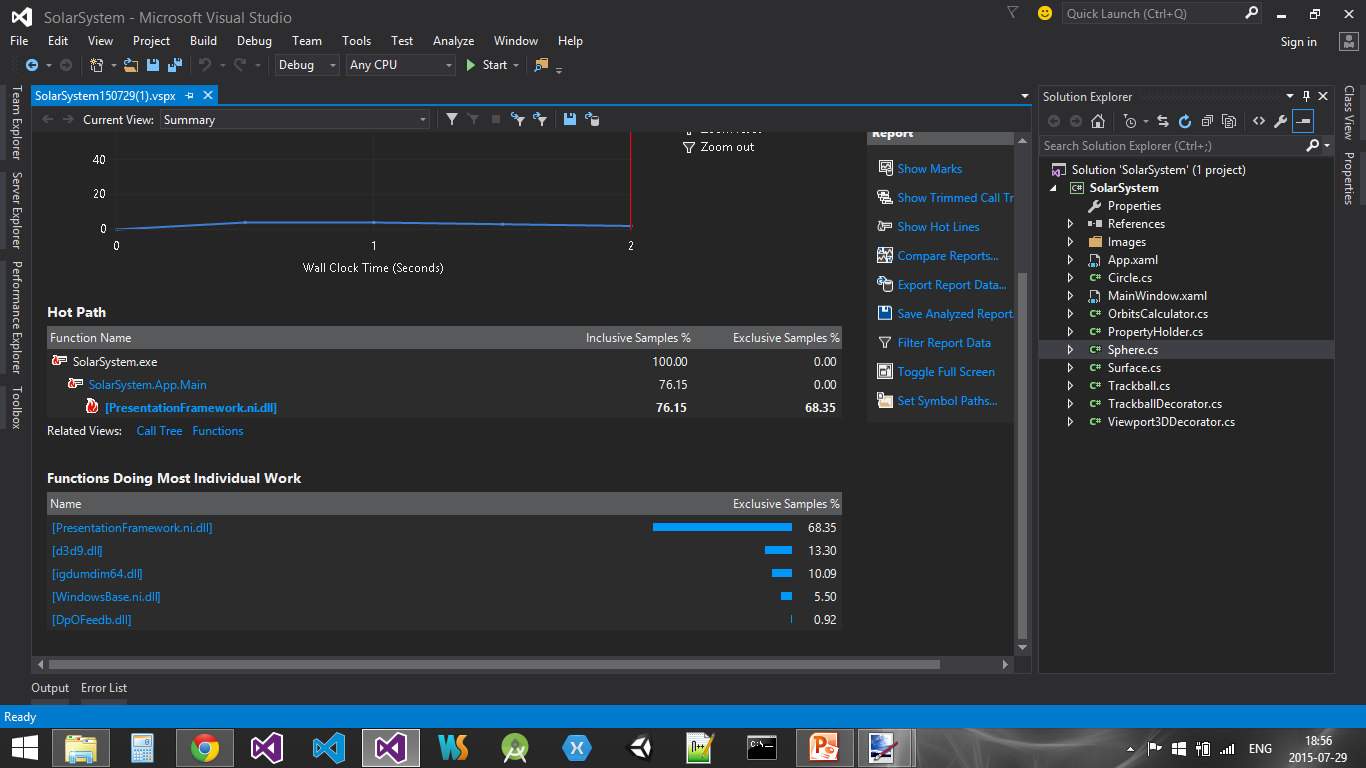 SolarSystem - Microsoft Visual Studio
Quick Launch (Ctrl+Q)
File Edit View Project Build Debug Team Tools Test Analyze Window Help
Sign in
Debug Any CPU Start
Team Explorer
Server Explorer
Performance Explorer
Toolbox
SolarSystem150729(1).vspx
Current View: Summary
40
20
0
0 1 2
Wall Clock Time (Seconds)
Zoom out
Report
Show Marks
Show Trimmed Call Tr
Show Hot Lines
Compare Reports...
Export Report Data...
Save Analyzed Report
Filter Report Data
Toggle Full Screen
Set Symbol Paths...
Hot Path
Function Name Inclusive Samples % Exclusive Samples %
SolarSystem.exe 100.00 0.00
SolarSystem.App.Main 76.15 0.00
[PresentationFramework.ni.dll] 76.15 68.35
Related Views: Call Tree Functions
Functions Doing Most Individual Work
Name Exclusive Samples %
[PresentationFramework.ni.dll] 68.35
[d3d9.dll] 13.30
[igdumdim64.dll] 10.09
[WindowsBase.ni.dll] 5.50
[DpOFeedb.dll] 0.92
Solution Explorer
Search Solution Explorer (Ctrl+;)
Solution 'SolarSystem' (1 project)
C# SolarSystem
Properties
References
Images
App.xaml
C# Circle.cs
MainWindow.xaml
C# OrbitsCalculator.cs
C# PropertyHolder.cs
C# Sphere.cs
C# Surface.cs
C# Trackball.cs
C# TrackballDecorator.cs
C# Viewport3DDecorator.cs
Class View
Properties
Output Error List
Ready
ENG
18:56
2015-07-29